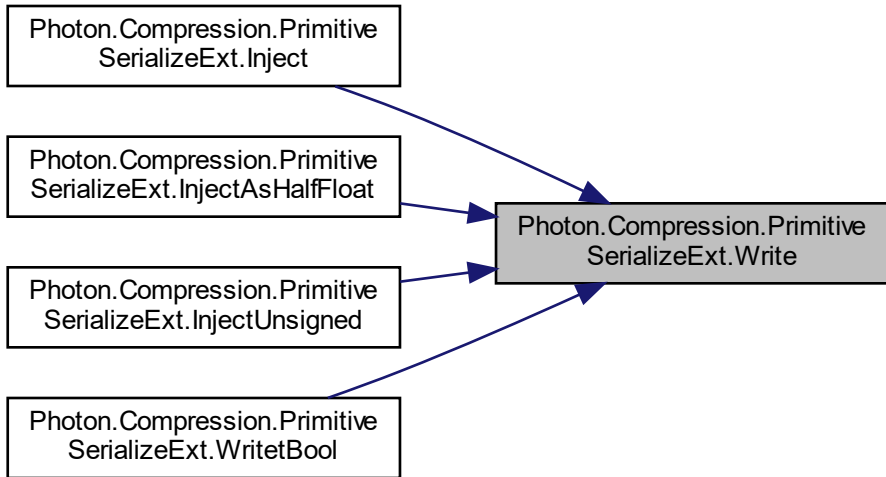 Photon.Compression.Primitive
SerializeExt.Inject
Photon.Compression.Primitive
SerializeExt.InjectAsHalfFloat
Photon.Compression.Primitive
SerializeExt.Write
Photon.Compression.Primitive
SerializeExt.InjectUnsigned
Photon.Compression.Primitive
SerializeExt.WritetBool